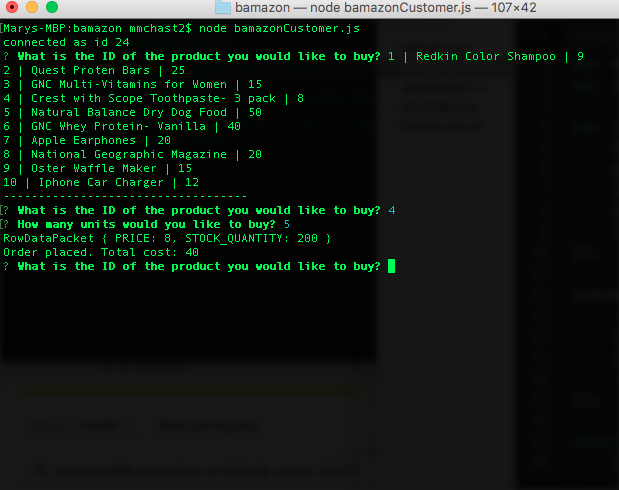 bamazon — node bamazonCustomer.js — 107×42
[Marys-MBP:bamazon mmchast2$ node bamazonCustomer.js
connected as id 24
? What is the ID of the product you would like to buy? 1 | Redkin Color Shampoo | 9
2 | Quest Proten Bars | 25
3 | GNC Multi-Vitamins for Women | 15
4 | Crest with Scope Toothpaste- 3 pack | 8
5 | Natural Balance Dry Dog Food | 50
6 | GNC Whey Protein- Vanilla | 40
7 | Apple Earphones | 20
8 | National Geographic Magazine | 20
9 | Oster Waffle Maker | 15
10 | Iphone Car Charger | 12
-----------------------------------
[? What is the ID of the product you would like to buy? 4
[? How many units would you like to buy? 5
RowDataPacket { PRICE: 8, STOCK_QUANTITY: 200 }
Order placed. Total cost: 40
? What is the ID of the product you would like to buy?